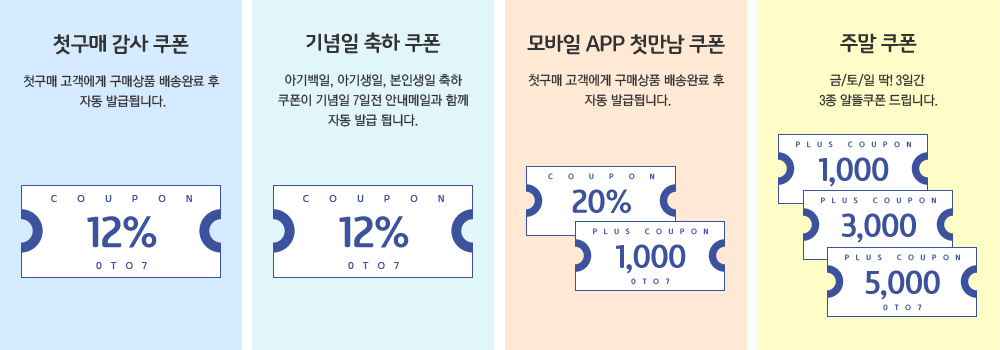 첫구매 감사 쿠폰
첫구매 고객에게 구매상품 배송완료 후
자동 발급됩니다.
COUPON
12%
0TO7
기념일 축하 쿠폰
아기백일, 아기생일, 본인생일 축하
쿠폰이 기념일 7일전 안내메일과 함께
자동 발급 됩니다.
COUPON
12%
0TO7
모바일 APP 첫만남 쿠폰
첫구매 고객에게 구매상품 배송완료 후
자동 발급됩니다.
COUPON
20%
PLUS COUPON
1,000
0TO7
주말 쿠폰
금/토/일 딱! 3일간
3종 알뜰쿠폰 드립니다.
PLUS COUPON
1,000
PLUS COUPON
3,000
PLUS COUPON
5,000
0TO7